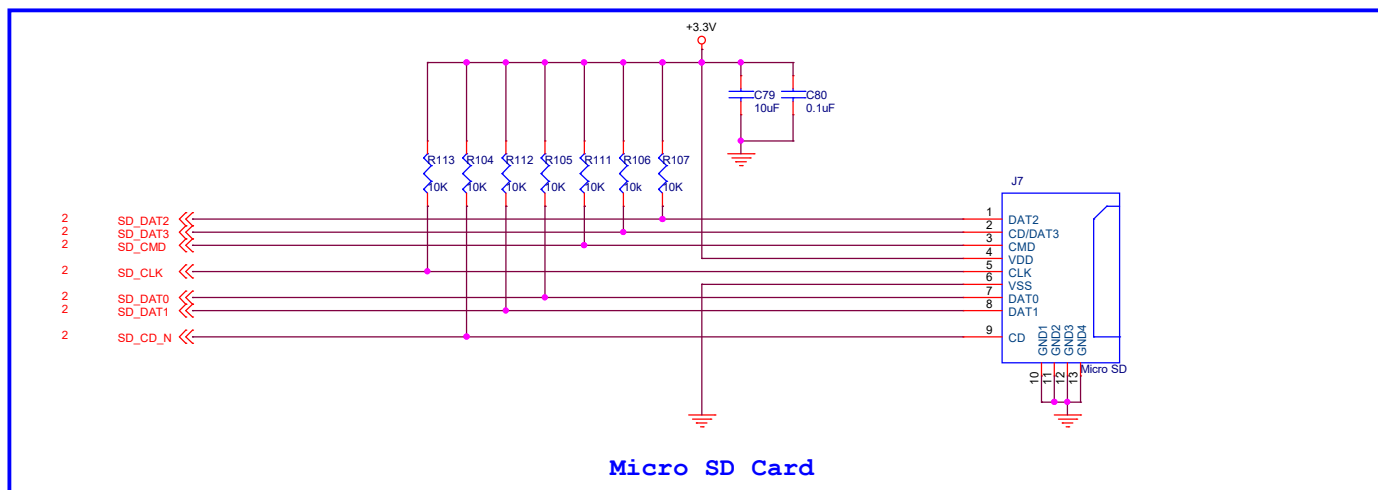 +3.3V
C79 C80
10uF 0.1uF
R113 R104 R112 R105 R111 R106 R107
10K 10K 10K 10K 10K 10k 10K
J7
2 SD_DAT2 1 DAT2
2 SD_DAT3 2 CD/DAT3
2 SD_CMD 3 CMD
4 VDD
2 SD_CLK 5 CLK
6 VSS
2 SD_DAT0 7 DAT0
2 SD_DAT1 8 DAT1
2 SD_CD_N 9 CD
GND1 GND2 GND3 GND4
Micro SD
10 11 12 13
Micro SD Card